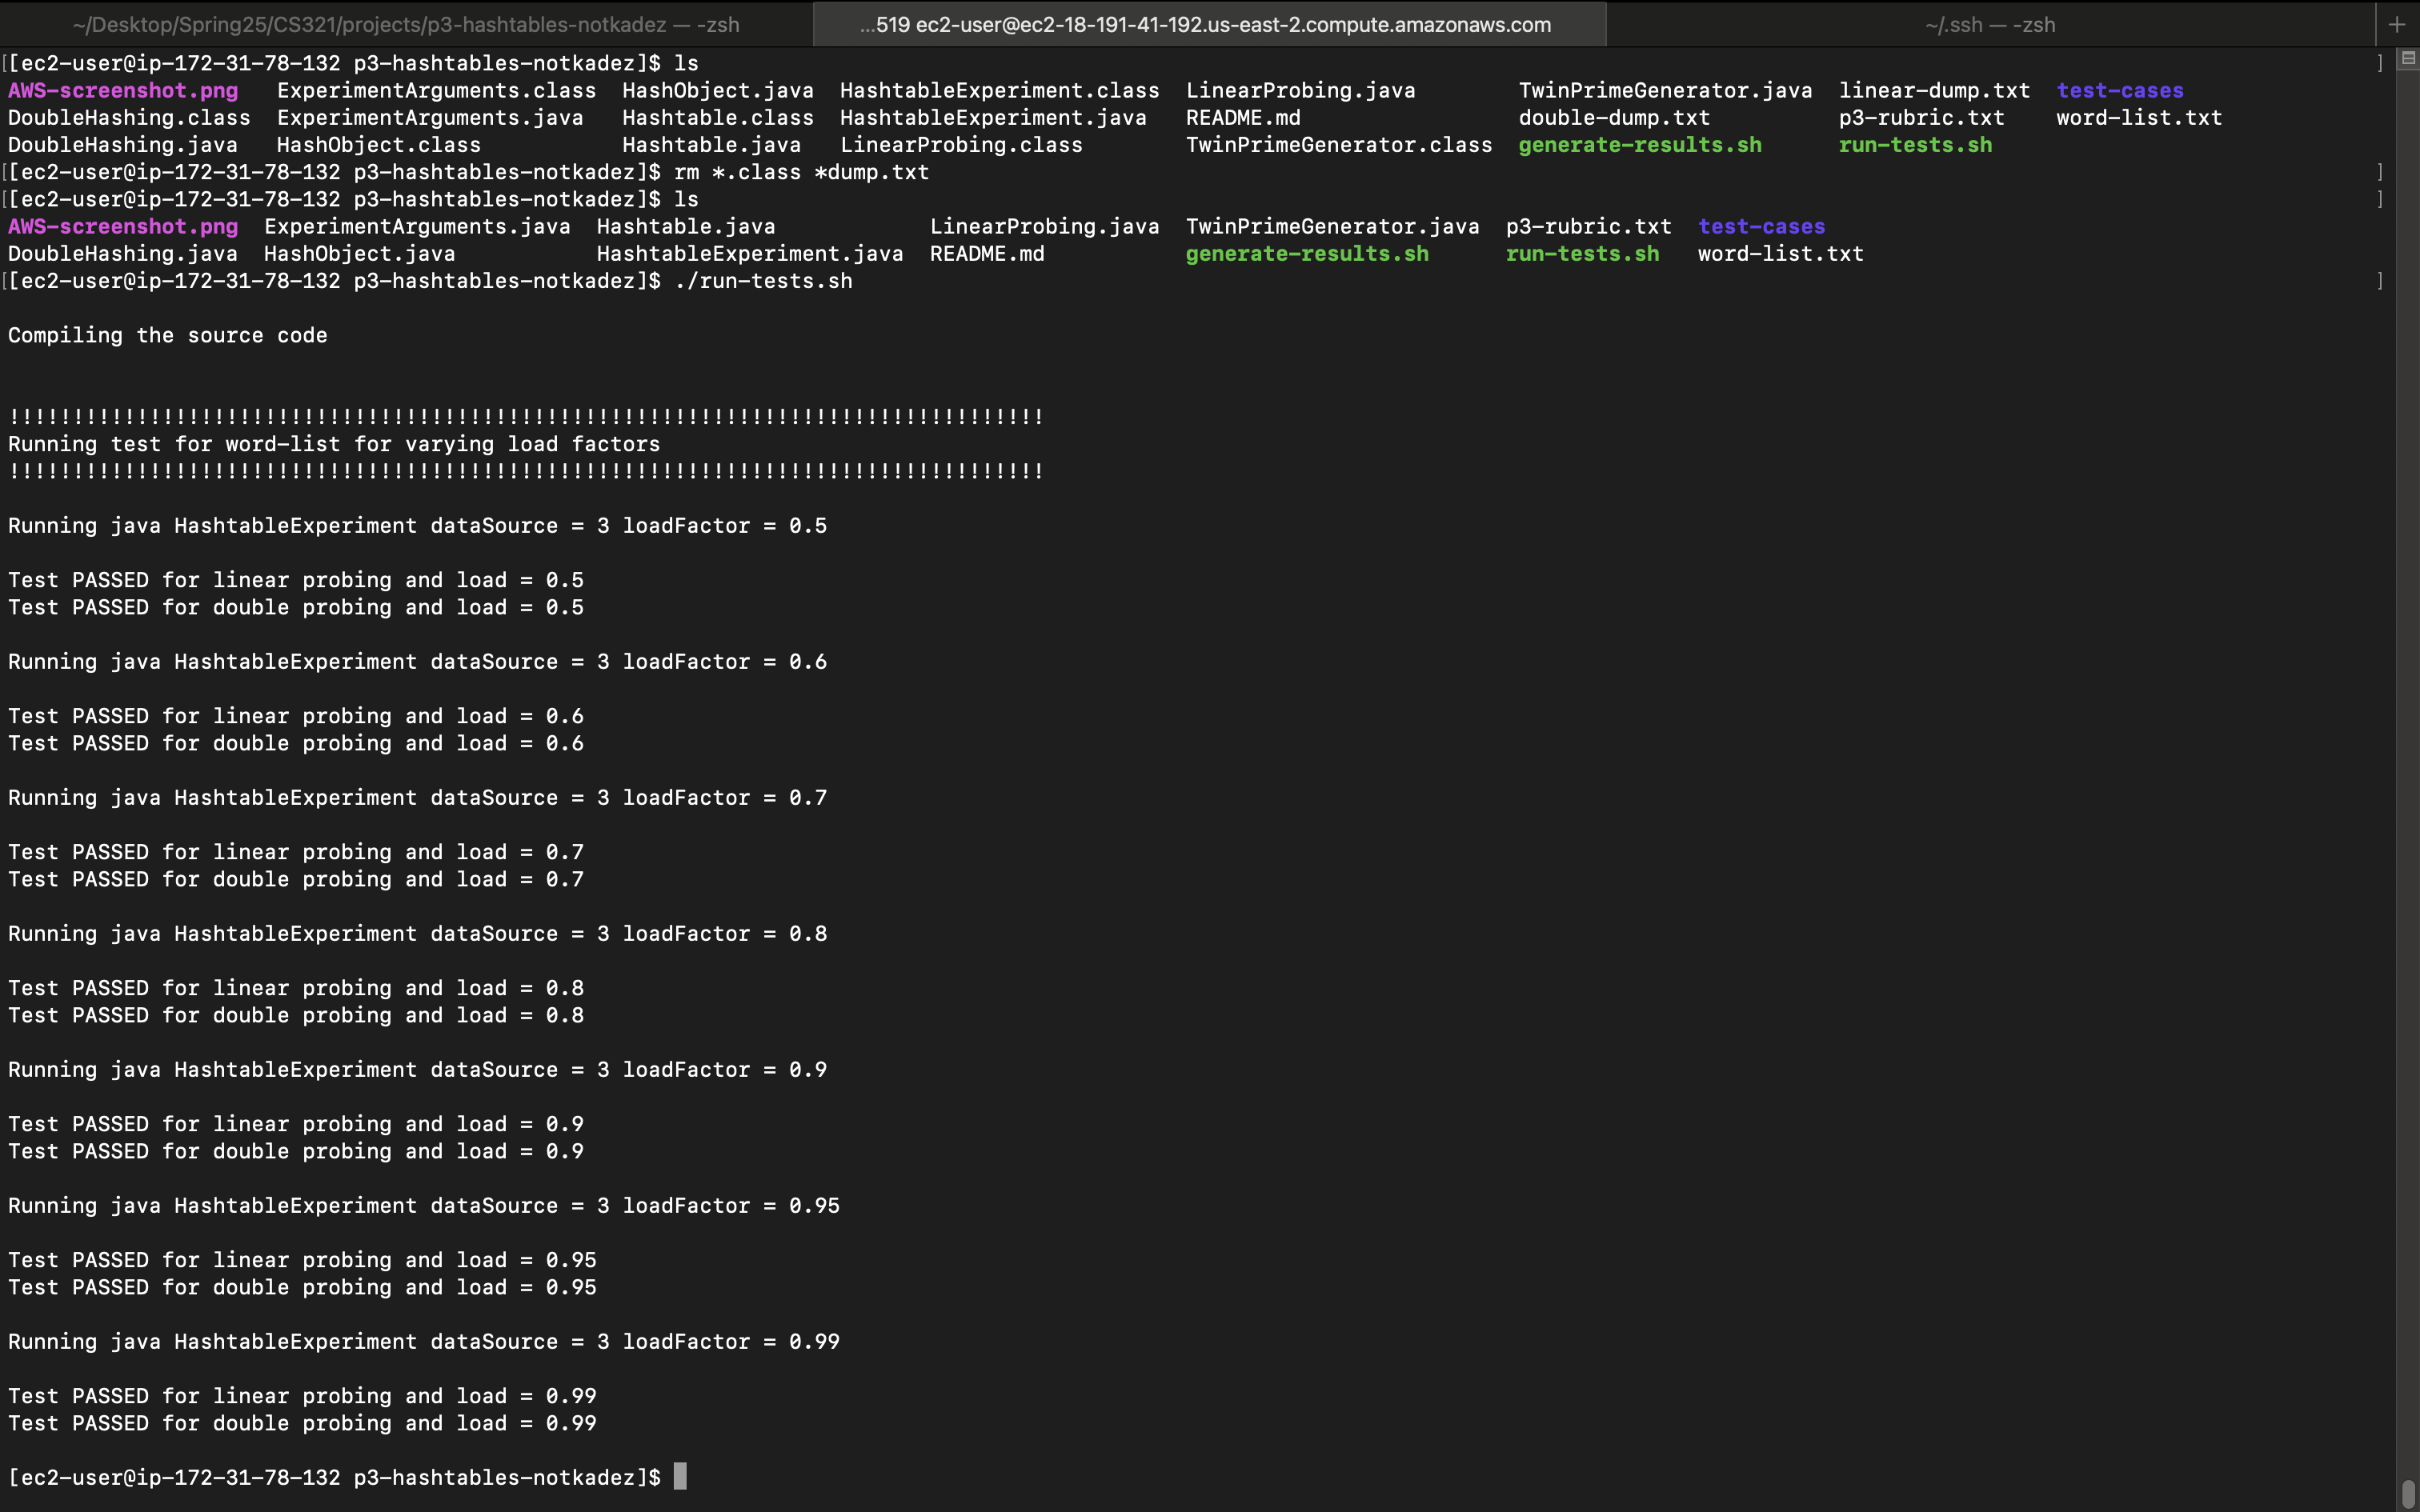 ~/Desktop/Spring25/CS321/projects/p3-hashtables-notkadez — -zsh ...519 ec2-user@ec2-18-191-41-192.us-east-2.compute.amazonaws.com ~/.ssh — -zsh +
[[ec2-user@ip-172-31-78-132 p3-hashtables-notkadez]$ ls ]
AWS-screenshot.png ExperimentArguments.class HashObject.java HashtableExperiment.class LinearProbing.java TwinPrimeGenerator.java linear-dump.txt test-cases
DoubleHashing.class ExperimentArguments.java Hashtable.class HashtableExperiment.java README.md double-dump.txt p3-rubric.txt word-list.txt
DoubleHashing.java HashObject.class Hashtable.java LinearProbing.class TwinPrimeGenerator.class generate-results.sh run-tests.sh
[[ec2-user@ip-172-31-78-132 p3-hashtables-notkadez]$ rm *.class *dump.txt ]
[[ec2-user@ip-172-31-78-132 p3-hashtables-notkadez]$ ls ]
AWS-screenshot.png ExperimentArguments.java Hashtable.java LinearProbing.java TwinPrimeGenerator.java p3-rubric.txt test-cases
DoubleHashing.java HashObject.java HashtableExperiment.java README.md generate-results.sh run-tests.sh word-list.txt
[[ec2-user@ip-172-31-78-132 p3-hashtables-notkadez]$ ./run-tests.sh ]
Compiling the source code
!!!!!!!!!!!!!!!!!!!!!!!!!!!!!!!!!!!!!!!!!!!!!!!!!!!!!!!!!!!!!!!!!!!!!!!!!!!!!!!!!
Running test for word-list for varying load factors
!!!!!!!!!!!!!!!!!!!!!!!!!!!!!!!!!!!!!!!!!!!!!!!!!!!!!!!!!!!!!!!!!!!!!!!!!!!!!!!!!
Running java HashtableExperiment dataSource = 3 loadFactor = 0.5
Test PASSED for linear probing and load = 0.5
Test PASSED for double probing and load = 0.5
Running java HashtableExperiment dataSource = 3 loadFactor = 0.6
Test PASSED for linear probing and load = 0.6
Test PASSED for double probing and load = 0.6
Running java HashtableExperiment dataSource = 3 loadFactor = 0.7
Test PASSED for linear probing and load = 0.7
Test PASSED for double probing and load = 0.7
Running java HashtableExperiment dataSource = 3 loadFactor = 0.8
Test PASSED for linear probing and load = 0.8
Test PASSED for double probing and load = 0.8
Running java HashtableExperiment dataSource = 3 loadFactor = 0.9
Test PASSED for linear probing and load = 0.9
Test PASSED for double probing and load = 0.9
Running java HashtableExperiment dataSource = 3 loadFactor = 0.95
Test PASSED for linear probing and load = 0.95
Test PASSED for double probing and load = 0.95
Running java HashtableExperiment dataSource = 3 loadFactor = 0.99
Test PASSED for linear probing and load = 0.99
Test PASSED for double probing and load = 0.99
[ec2-user@ip-172-31-78-132 p3-hashtables-notkadez]$